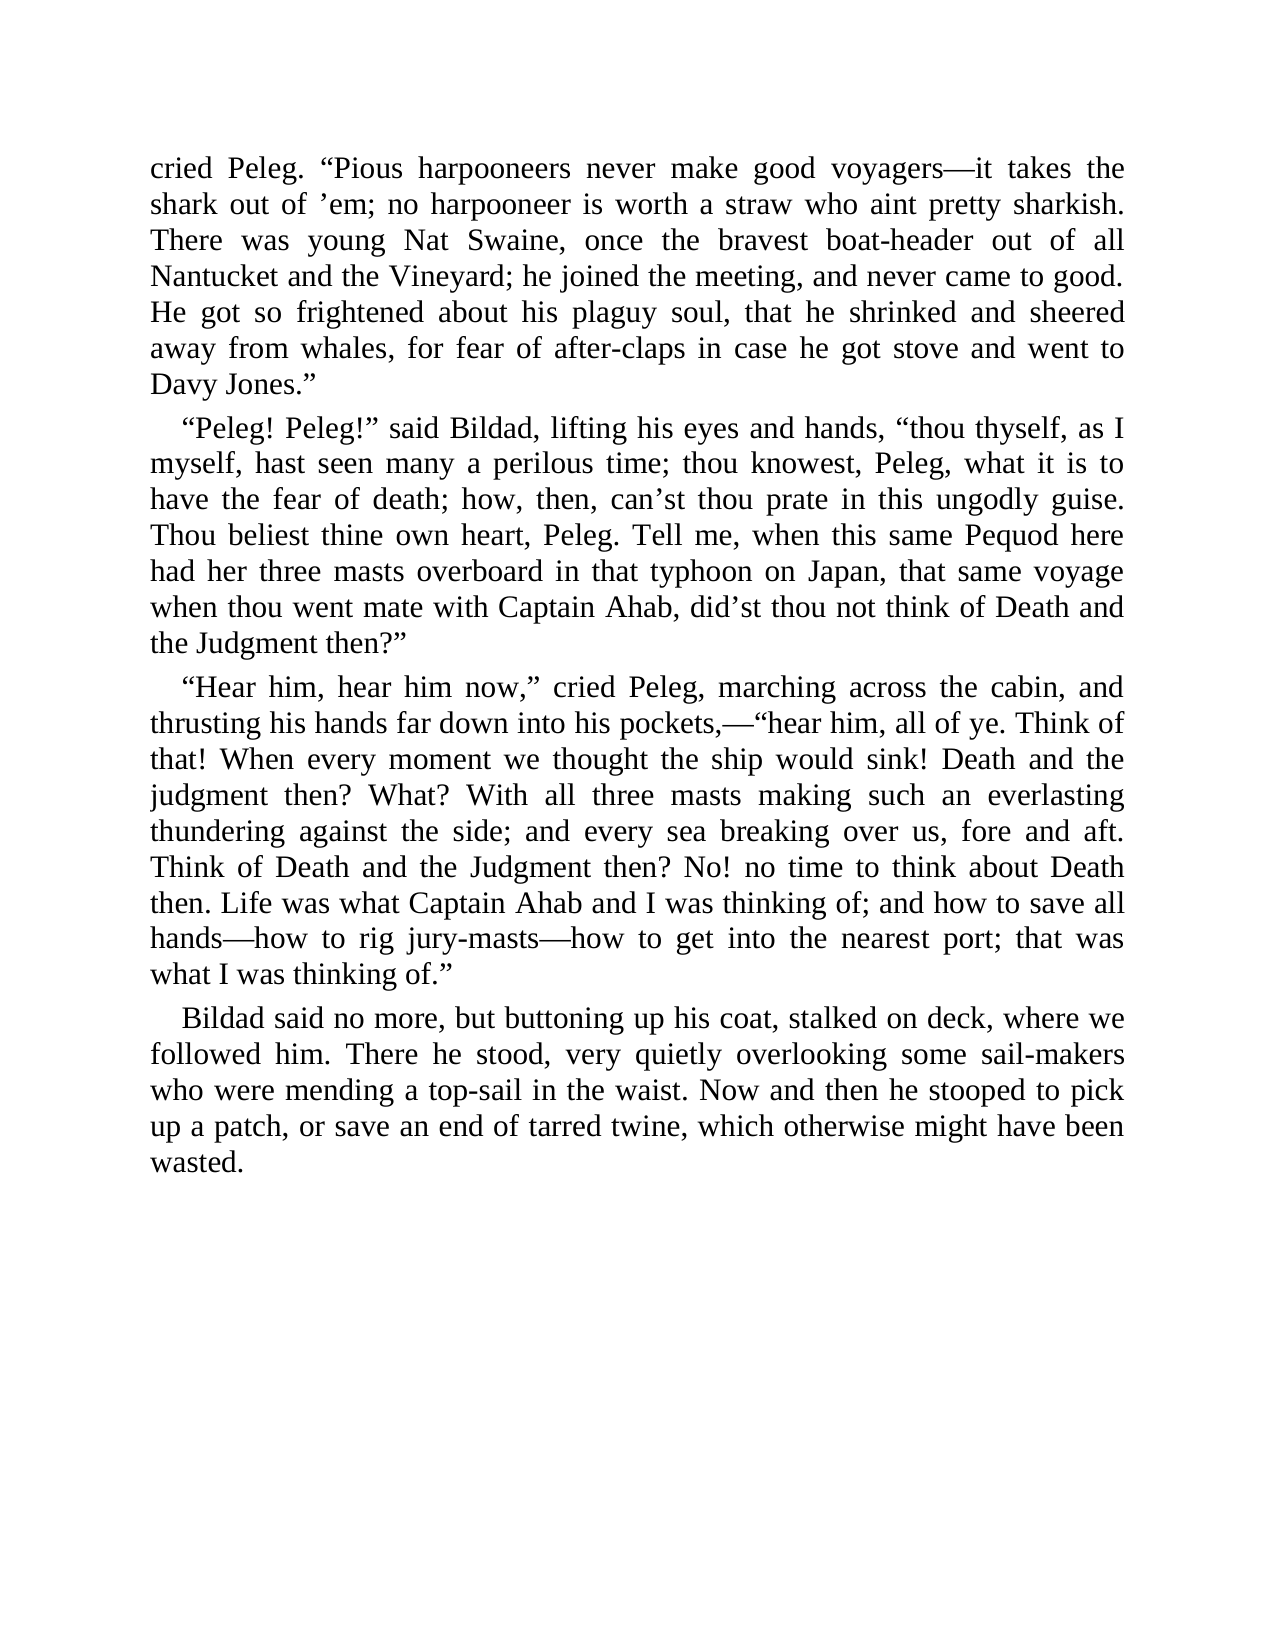 cried Peleg. “Pious harpooneers never make good voyagers—it takes the
shark out of ’em; no harpooneer is worth a straw who aint pretty sharkish.
There was young Nat Swaine, once the bravest boat-header out of all
Nantucket and the Vineyard; he joined the meeting, and never came to good.
He got so frightened about his plaguy soul, that he shrinked and sheered
away from whales, for fear of after-claps in case he got stove and went to
Davy Jones.”
“Peleg! Peleg!” said Bildad, lifting his eyes and hands, “thou thyself, as I
myself, hast seen many a perilous time; thou knowest, Peleg, what it is to
have the fear of death; how, then, can’st thou prate in this ungodly guise.
Thou beliest thine own heart, Peleg. Tell me, when this same Pequod here
had her three masts overboard in that typhoon on Japan, that same voyage
when thou went mate with Captain Ahab, did’st thou not think of Death and
the Judgment then?”
“Hear him, hear him now,” cried Peleg, marching across the cabin, and
thrusting his hands far down into his pockets,—“hear him, all of ye. Think of
that! When every moment we thought the ship would sink! Death and the
judgment then? What? With all three masts making such an everlasting
thundering against the side; and every sea breaking over us, fore and aft.
Think of Death and the Judgment then? No! no time to think about Death
then. Life was what Captain Ahab and I was thinking of; and how to save all
hands—how to rig jury-masts—how to get into the nearest port; that was
what I was thinking of.”
Bildad said no more, but buttoning up his coat, stalked on deck, where we
followed him. There he stood, very quietly overlooking some sail-makers
who were mending a top-sail in the waist. Now and then he stooped to pick
up a patch, or save an end of tarred twine, which otherwise might have been
wasted.